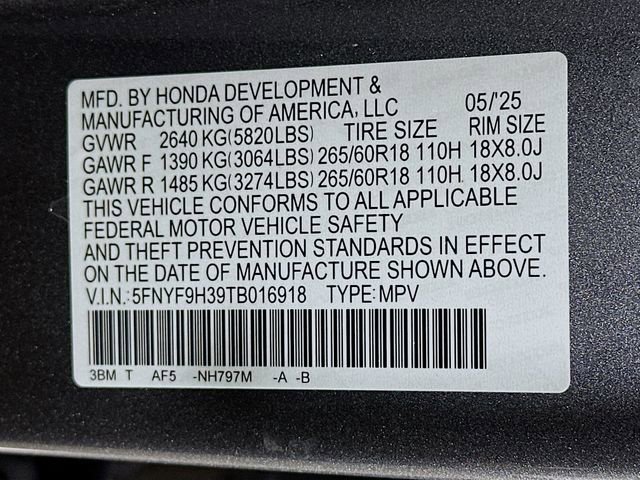 MFD. BY HONDA DEVELOPMENT &
MANUFACTURING OF AMERICA, LLC 05/'25
GVWR 2640 KG(5820LBS) TIRE SIZE RIM SIZE
GAWR F 1390 KG(3064LBS) 265/60R18 110H 18X8.0J
GAWR R 1485 KG(3274LBS) 265/60R18 110H 18X8.0J
THIS VEHICLE CONFORMS TO ALL APPLICABLE
FEDERAL MOTOR VEHICLE SAFETY
AND THEFT PREVENTION STANDARDS IN EFFECT
ON THE DATE OF MANUFACTURE SHOWN ABOVE.
V.I.N.: 5FNYF9H39TB016918 TYPE: MPV
3BM T AF5 -NH797M -A -B